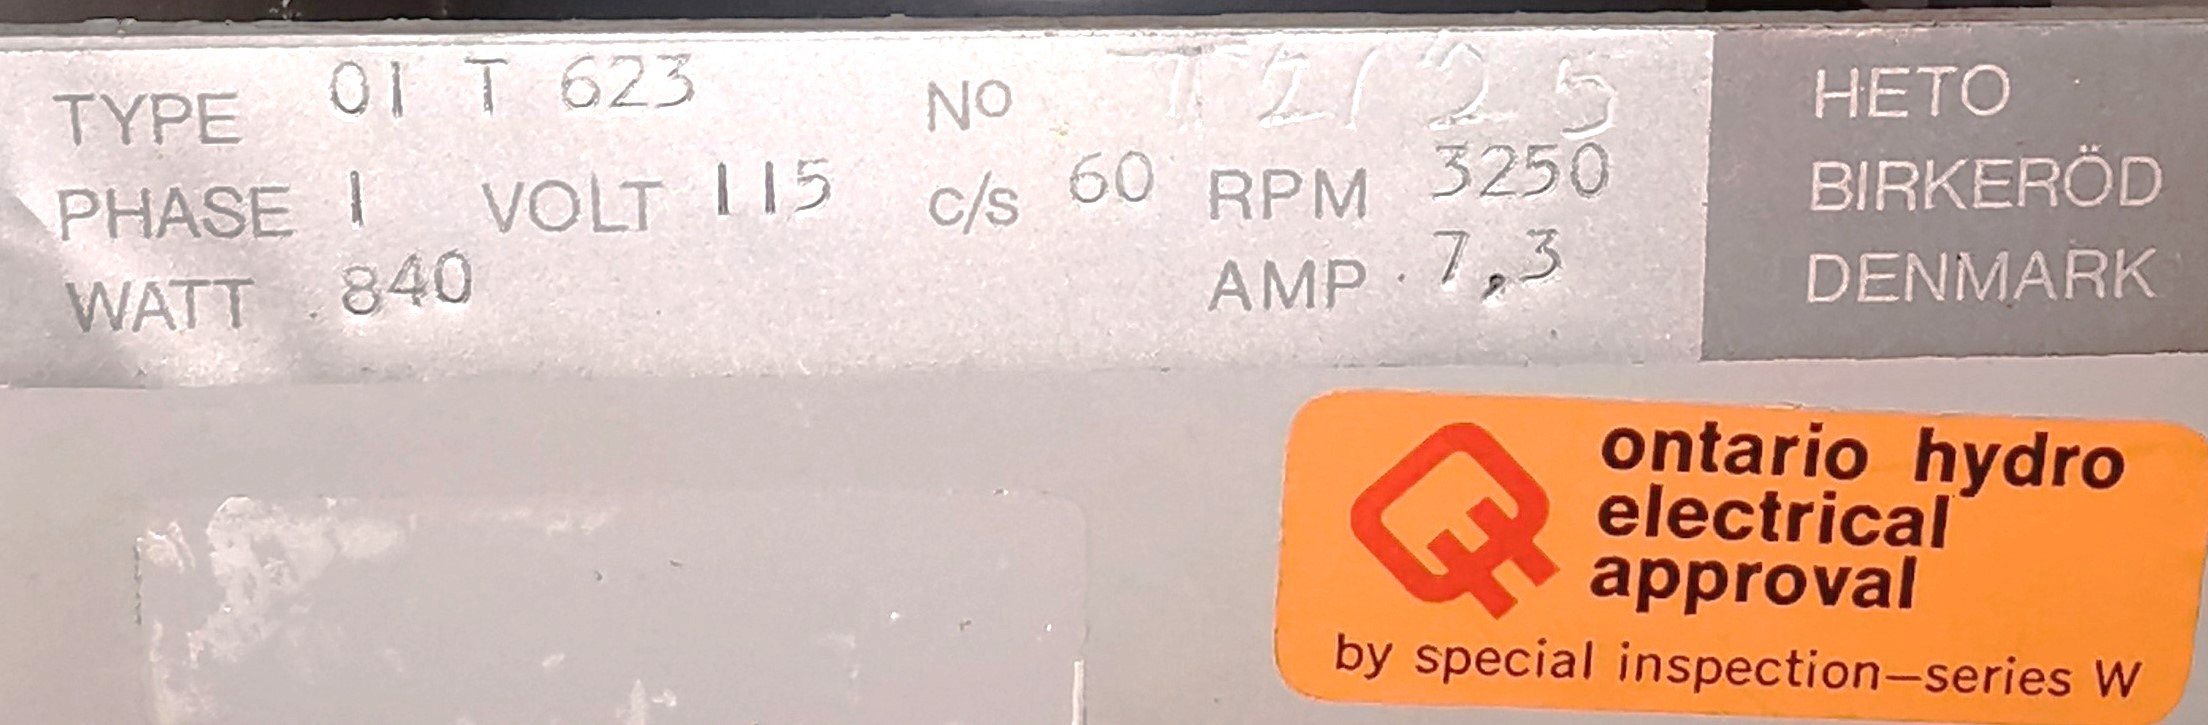 TYPE 01 T 623 No T2125
PHASE 1 VOLT 115 c/s 60 RPM 3250
WATT 840 AMP. 7,3
HETO
BIRKERÖD
DENMARK
ontario hydro
electrical
approval
by special inspection—series W